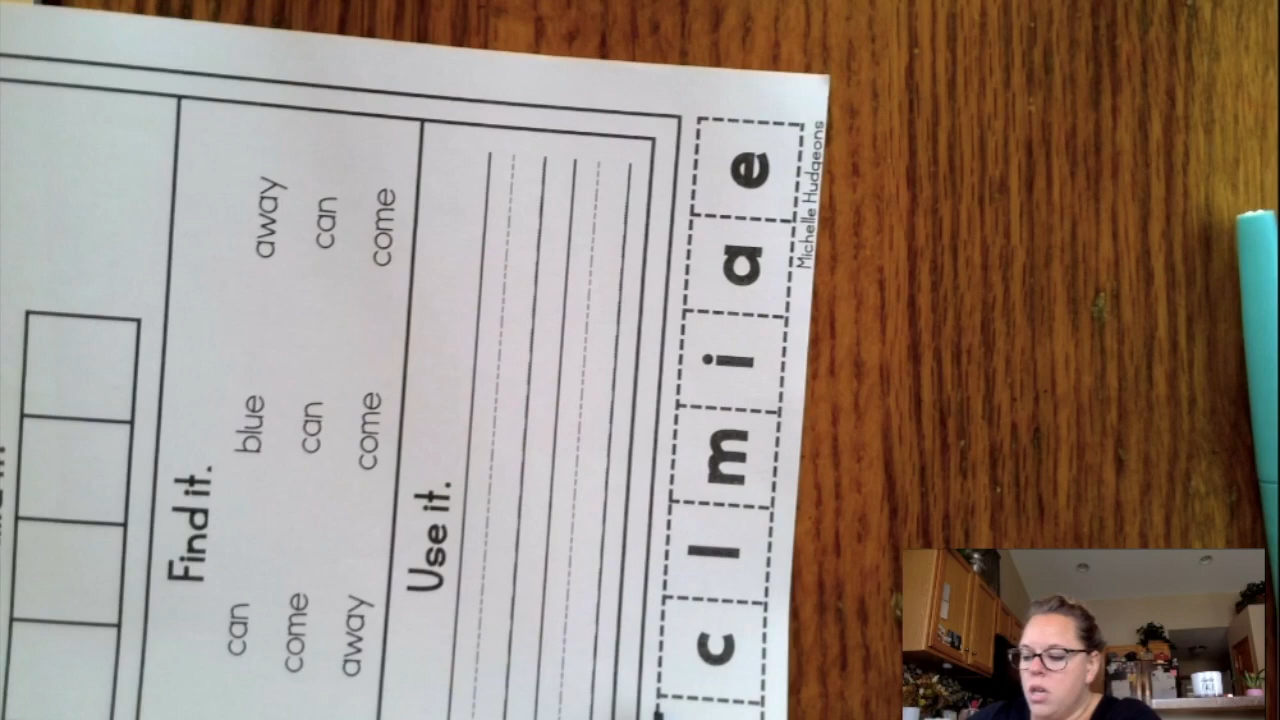 Find it.
can blue away
come can can
away come come
Use it.
c l m i a e
Michelle Hudgeons